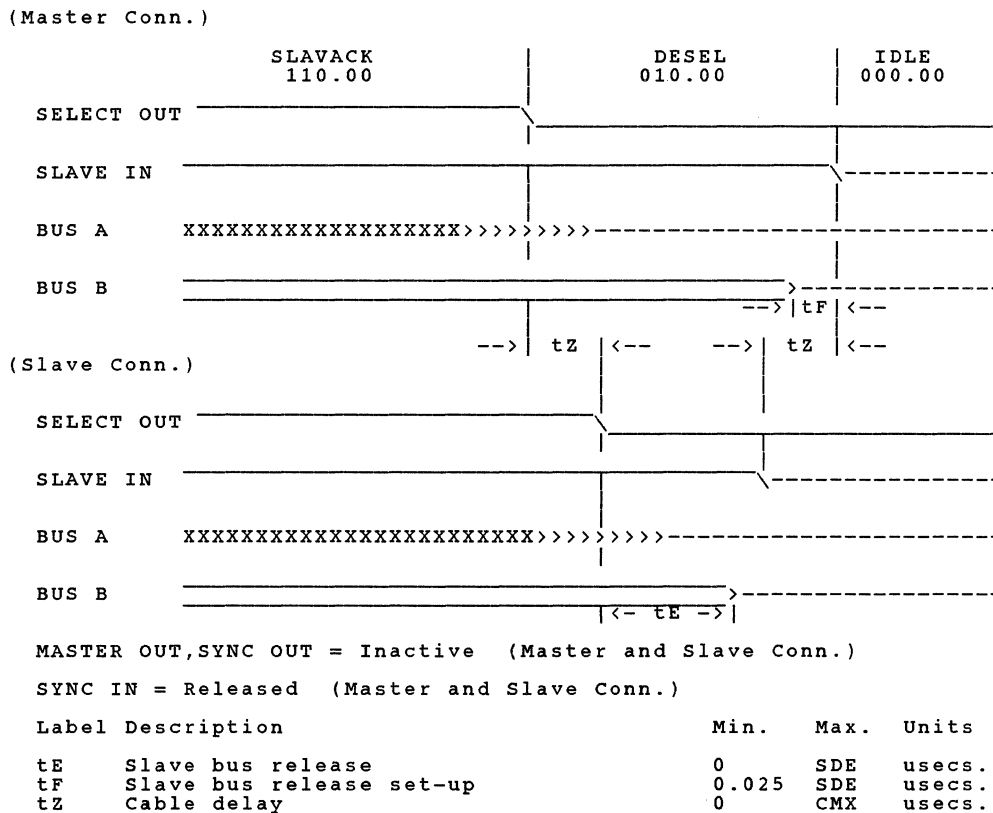 (Master Conn.)
SLAVACK DESEL IDLE
110.00 010.00 000.00
SELECT OUT
SLAVE IN
BUS A XXXXXXXXXXXXXXXXXXX>>>>>>>>>----------------------------
BUS B >--------------
-->|tF|<--
-->| tZ |<-- -->| tZ |<--
(Slave Conn.)
SELECT OUT
SLAVE IN
BUS A XXXXXXXXXXXXXXXXXXXXXXXX>>>>>>>>>-----------------------
BUS B >------------------
|<- tE ->|
MASTER OUT,SYNC OUT = Inactive (Master and Slave Conn.)
SYNC IN = Released (Master and Slave Conn.)
Label Description Min. Max. Units
tE Slave bus release 0 SDE usecs.
tF Slave bus release set-up 0.025 SDE usecs.
tZ Cable delay 0 CMX usecs.